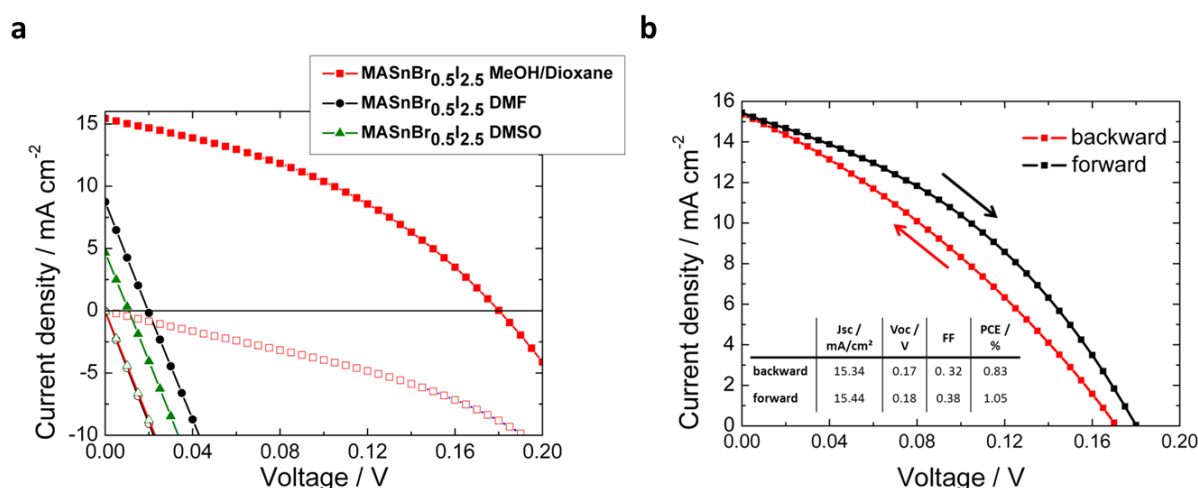 a
MASnBr0.5I2.5 MeOH/Dioxane
MASnBr0.5I2.5 DMF
MASnBr0.5I2.5 DMSO
Current density / mA cm-2
15
10
5
0
-5
-10
0.00 0.04 0.08 0.12 0.16 0.20
Voltage / V
b
backward
forward
Current density / mA cm-2
16
14
12
10
8
6
4
2
0
Jsc / mA/cm² Voc / V FF PCE / %
backward 15.34 0.17 0.32 0.83
forward 15.44 0.18 0.38 1.05
0.00 0.04 0.08 0.12 0.16 0.20
Voltage / V